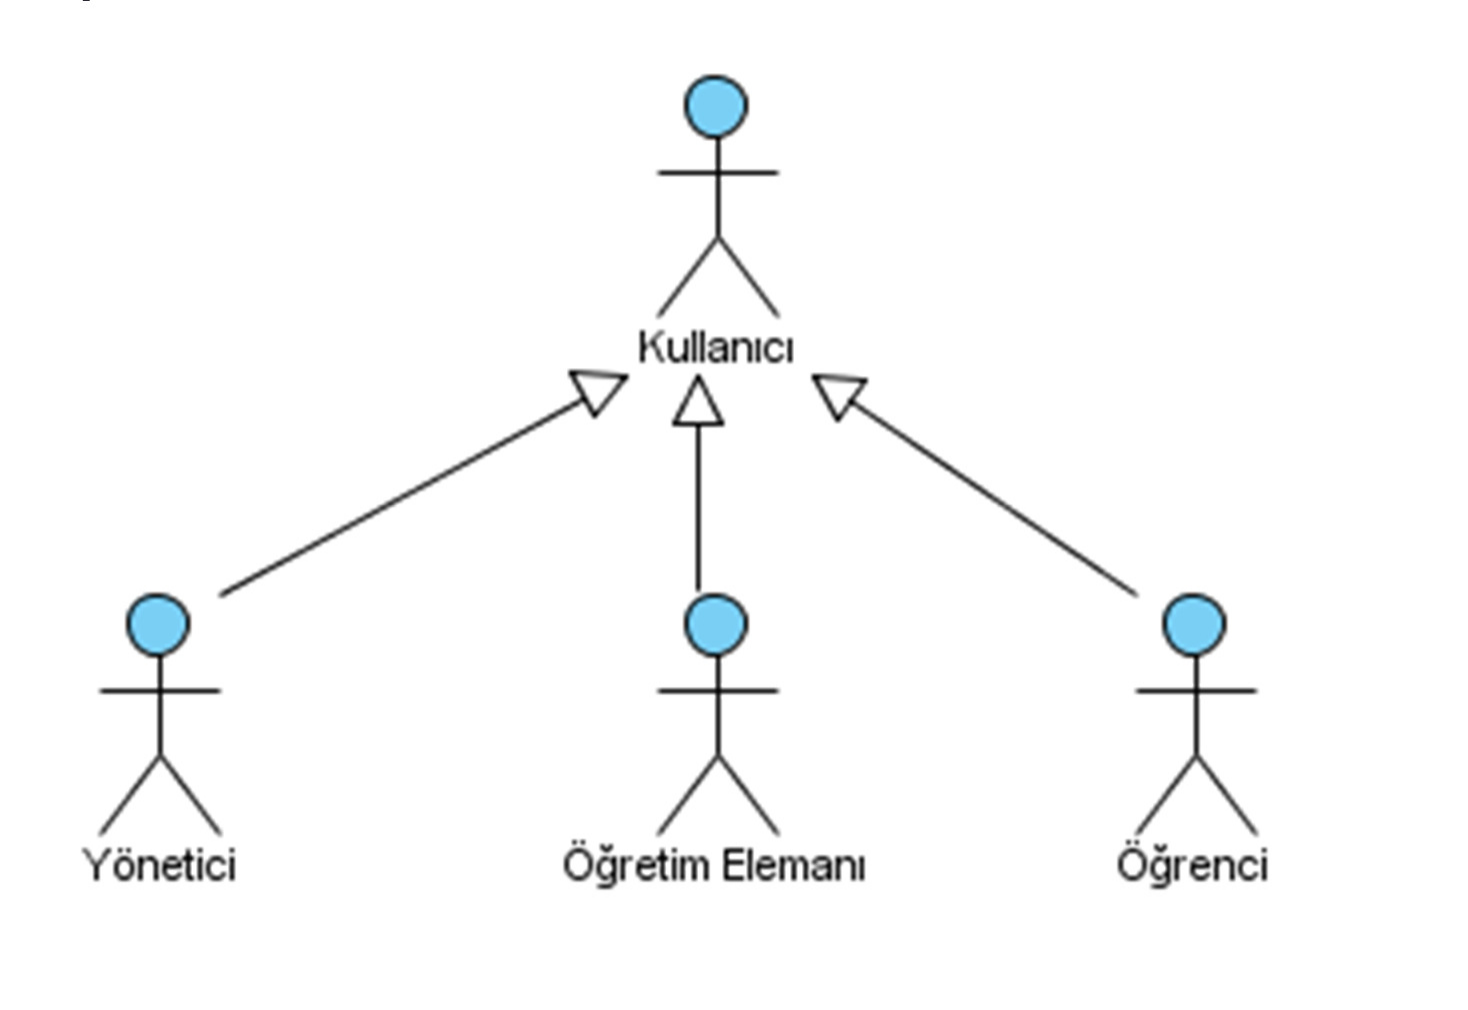 Kullanıcı
Yönetici
Öğretim Elemanı
Öğrenci